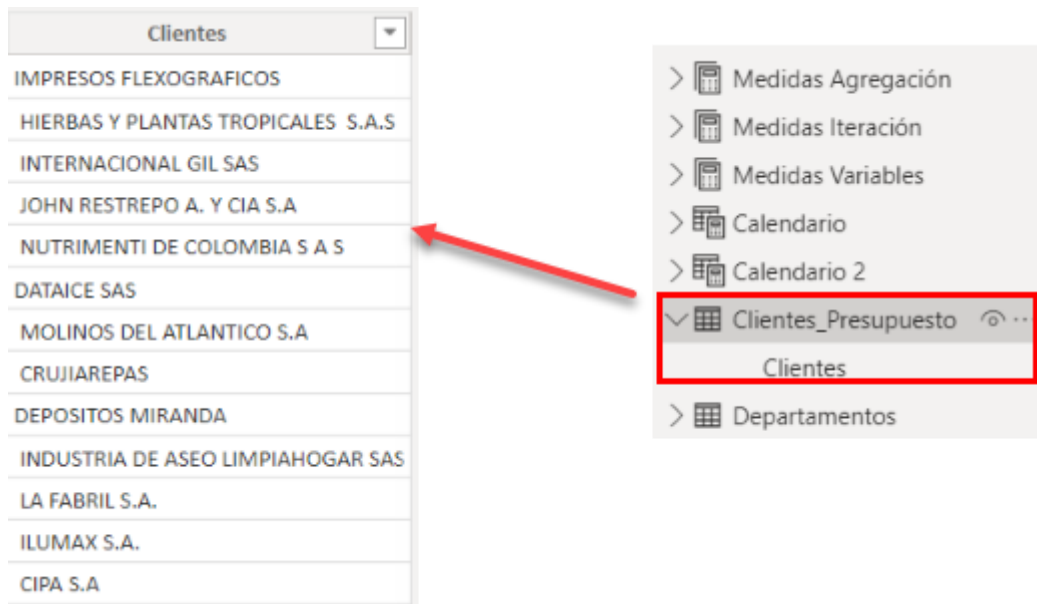 Clientes
IMPRESOS FLEXOGRAFICOS
HIERBAS Y PLANTAS TROPICALES S.A.S
INTERNACIONAL GIL SAS
JOHN RESTREPO A. Y CIA S.A
NUTRIMENTI DE COLOMBIA S A S
DATAICE SAS
MOLINOS DEL ATLANTICO S.A
CRUJIAREPAS
DEPOSITOS MIRANDA
INDUSTRIA DE ASEO LIMPIAHOGAR SAS
LA FABRIL S.A.
ILUMAX S.A.
CIPA S.A
Medidas Agregación
Medidas Iteración
Medidas Variables
Calendario
Calendario 2
Clientes_Presupuesto
Clientes
Departamentos